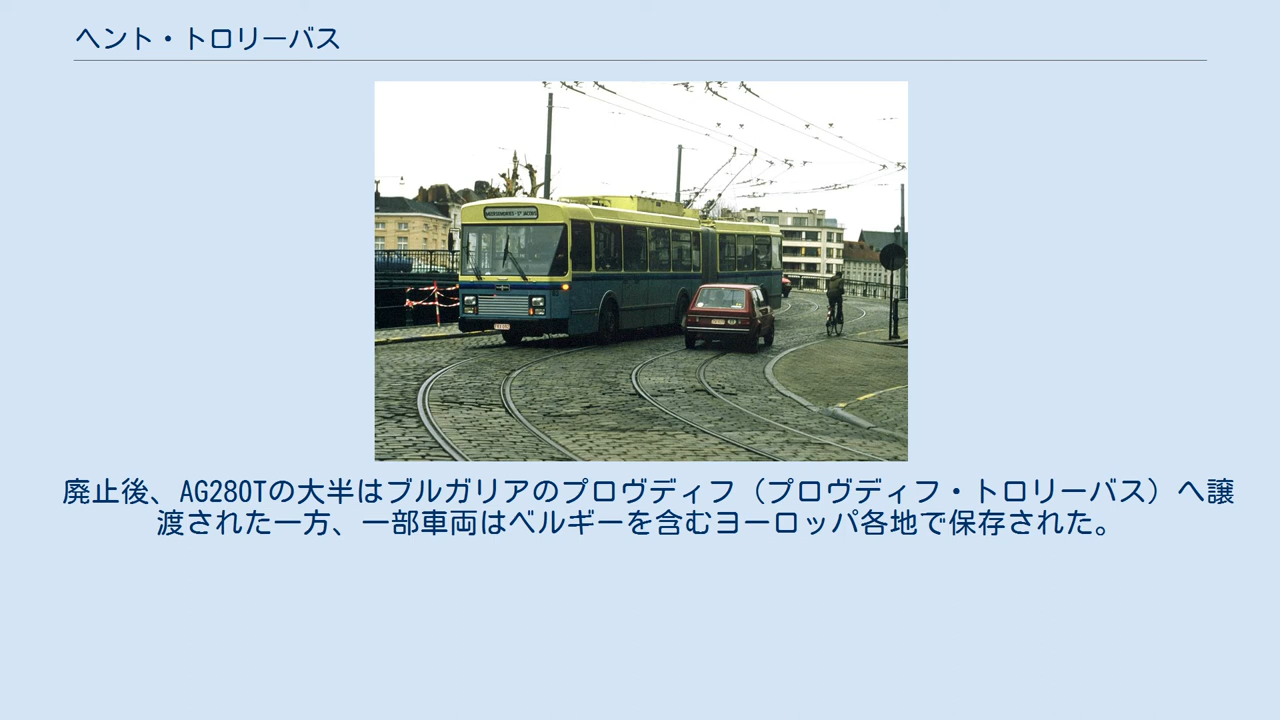 ヘント・トロリーバス
廃止後、AG280Tの大半はブルガリアのプロヴディフ（プロヴディフ・トロリーバス）へ譲
渡された一方、一部車両はベルギーを含むヨーロッパ各地で保存された。